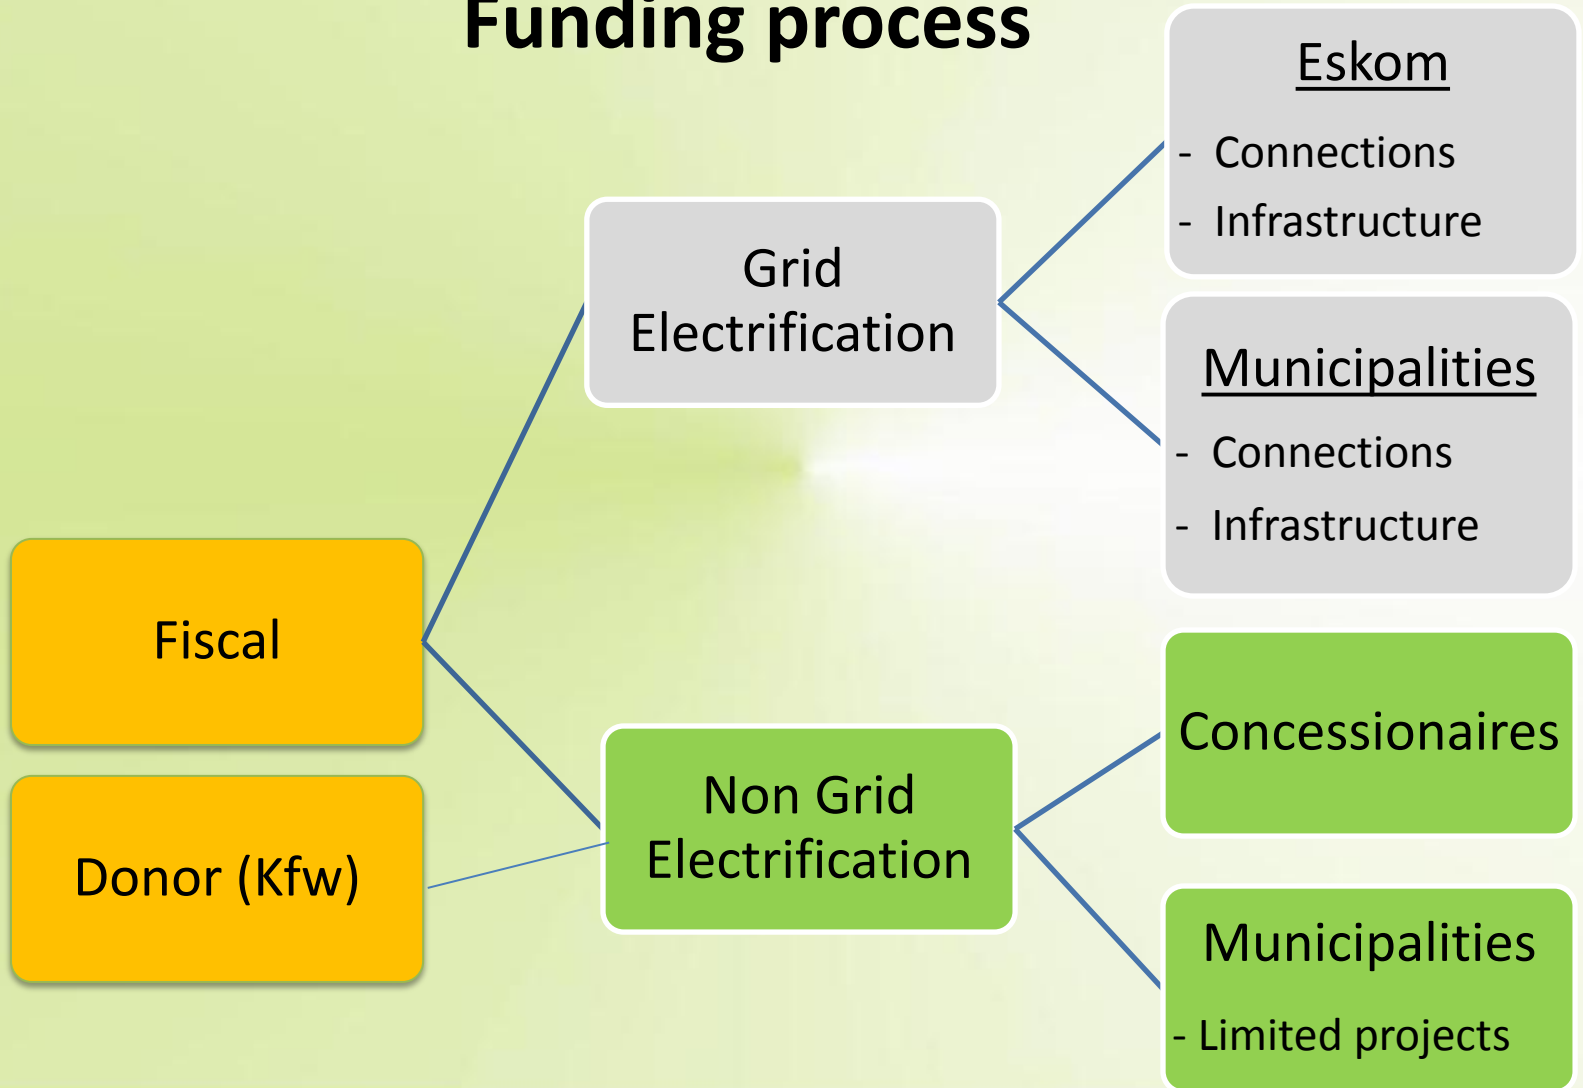 Funding process
Eskom
- Connections
- Infrastructure
Grid
Electrification
Municipalities
- Connections
- Infrastructure
Fiscal
Concessionaires
Non Grid
Electrification
Donor (Kfw)
Municipalities
- Limited projects